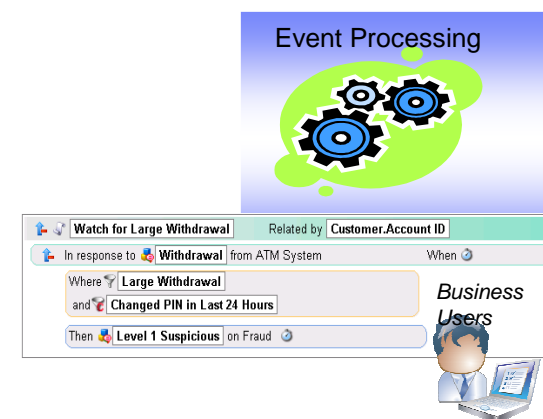 Event Processing
Watch for Large Withdrawal Related by Customer.Account ID
In response to Withdrawal from ATM System When
Where Large Withdrawal
and Changed PIN in Last 24 Hours
Then Level 1 Suspicious on Fraud
Business
Users